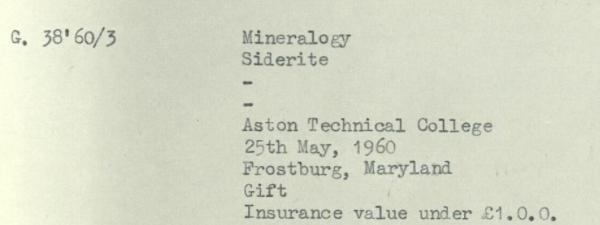 G. 38'60/3 Mineralogy
Siderite
-
-
Aston Technical College
25th May, 1960
Frostburg, Maryland
Gift
Insurance value under £1.0.0.